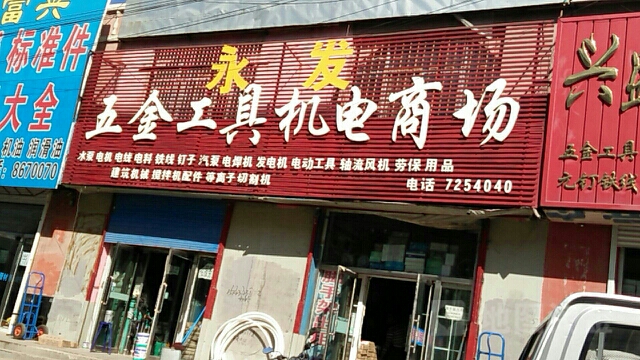 富兴
标准件
大全
机油 润滑油
8670070
永发
五金工具机电商场
水泵 电机 电锤 电料 铁线 钉子 汽泵 电焊机 发电机 电动工具 轴流风机 劳保用品
建筑机械 搅拌机配件 等离子切割机
电话 7254040
兴
五金工具
元钉铁线